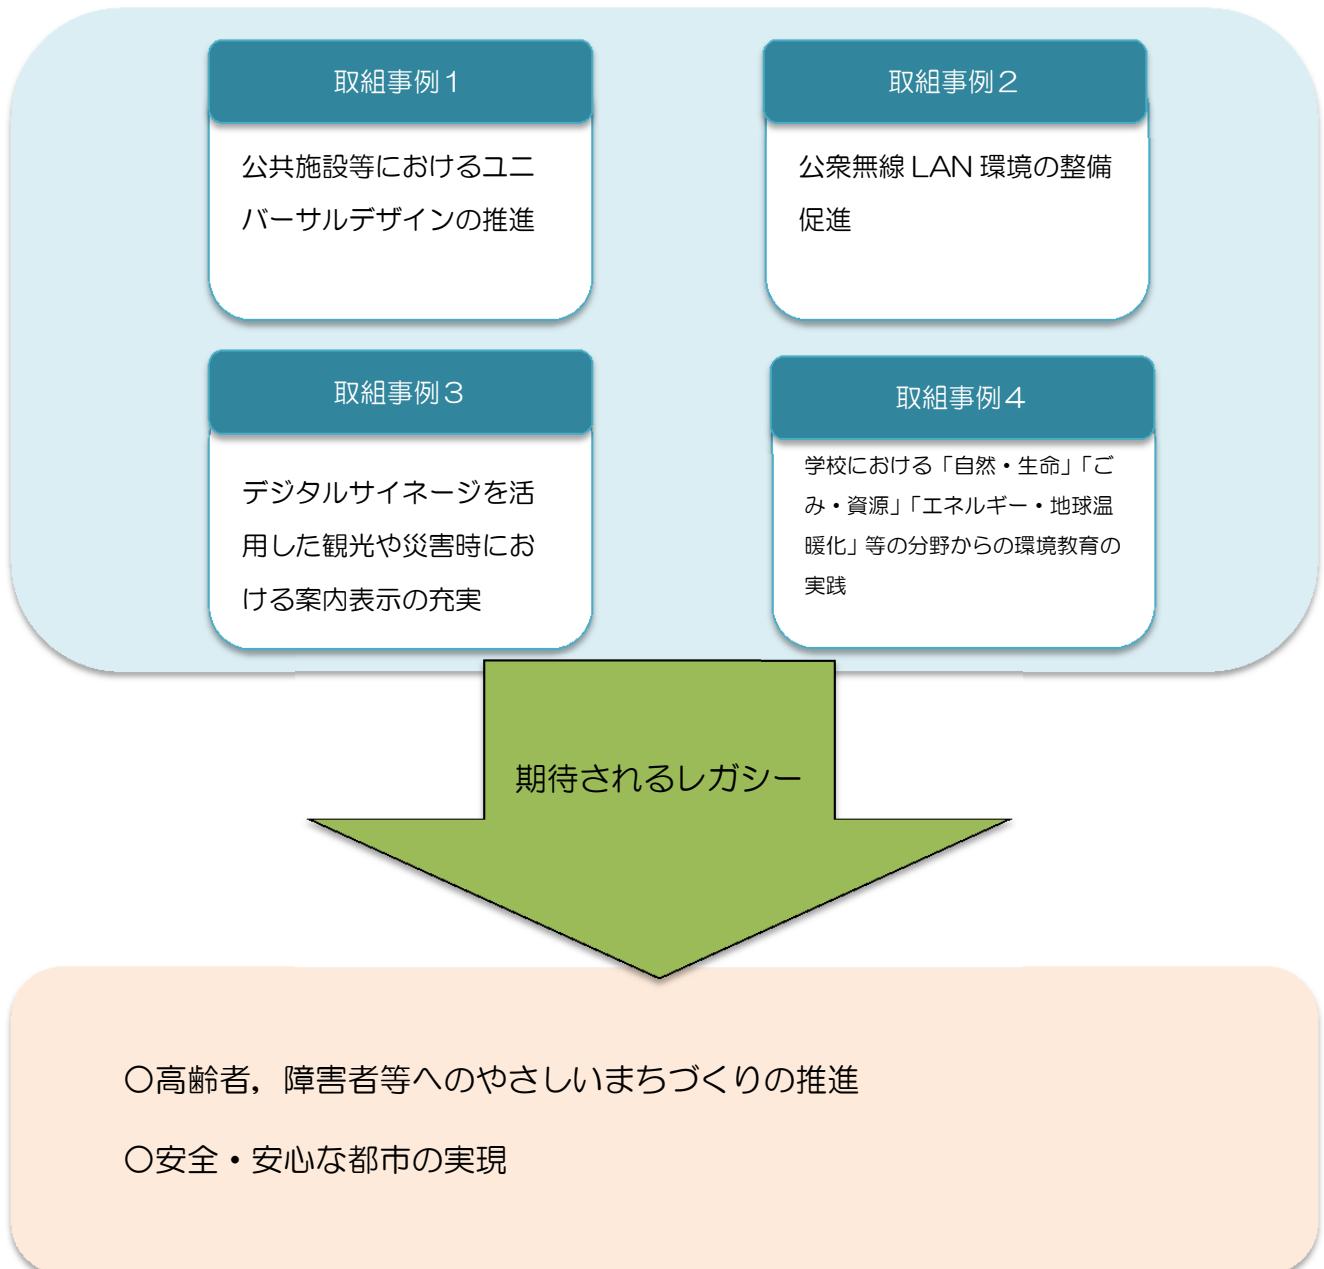 取組事例１
公共施設等におけるユニ
バーサルデザインの推進
取組事例２
公衆無線 LAN 環境の整備
促進
取組事例３
デジタルサイネージを活
用した観光や災害時にお
ける案内表示の充実
取組事例４
学校における「自然・生命」「ご
み・資源」「エネルギー・地球温
暖化」等の分野からの環境教育の
実践
期待されるレガシー
○高齢者，障害者等へのやさしいまちづくりの推進
○安全・安心な都市の実現